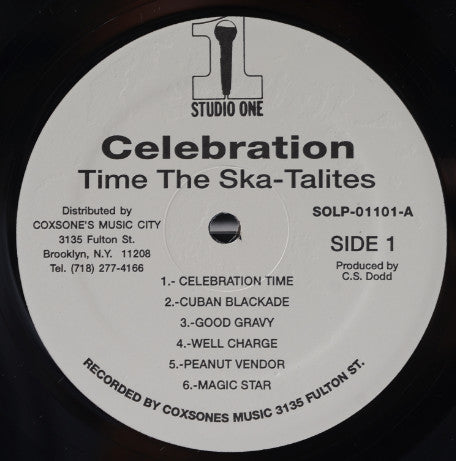 1
STUDIO ONE
Celebration
Time The Ska-Talites
Distributed by
COXSONE'S MUSIC CITY
3135 Fulton St.
Brooklyn, N.Y. 11208
Tel. (718) 277-4166
SOLP-01101-A
SIDE 1
Produced by
C.S. Dodd
1.- CELEBRATION TIME
2.-CUBAN BLACKADE
3.-GOOD GRAVY
4.-WELL CHARGE
5.-PEANUT VENDOR
6.-MAGIC STAR
RECORDED BY COXSONES MUSIC 3135 FULTON ST.